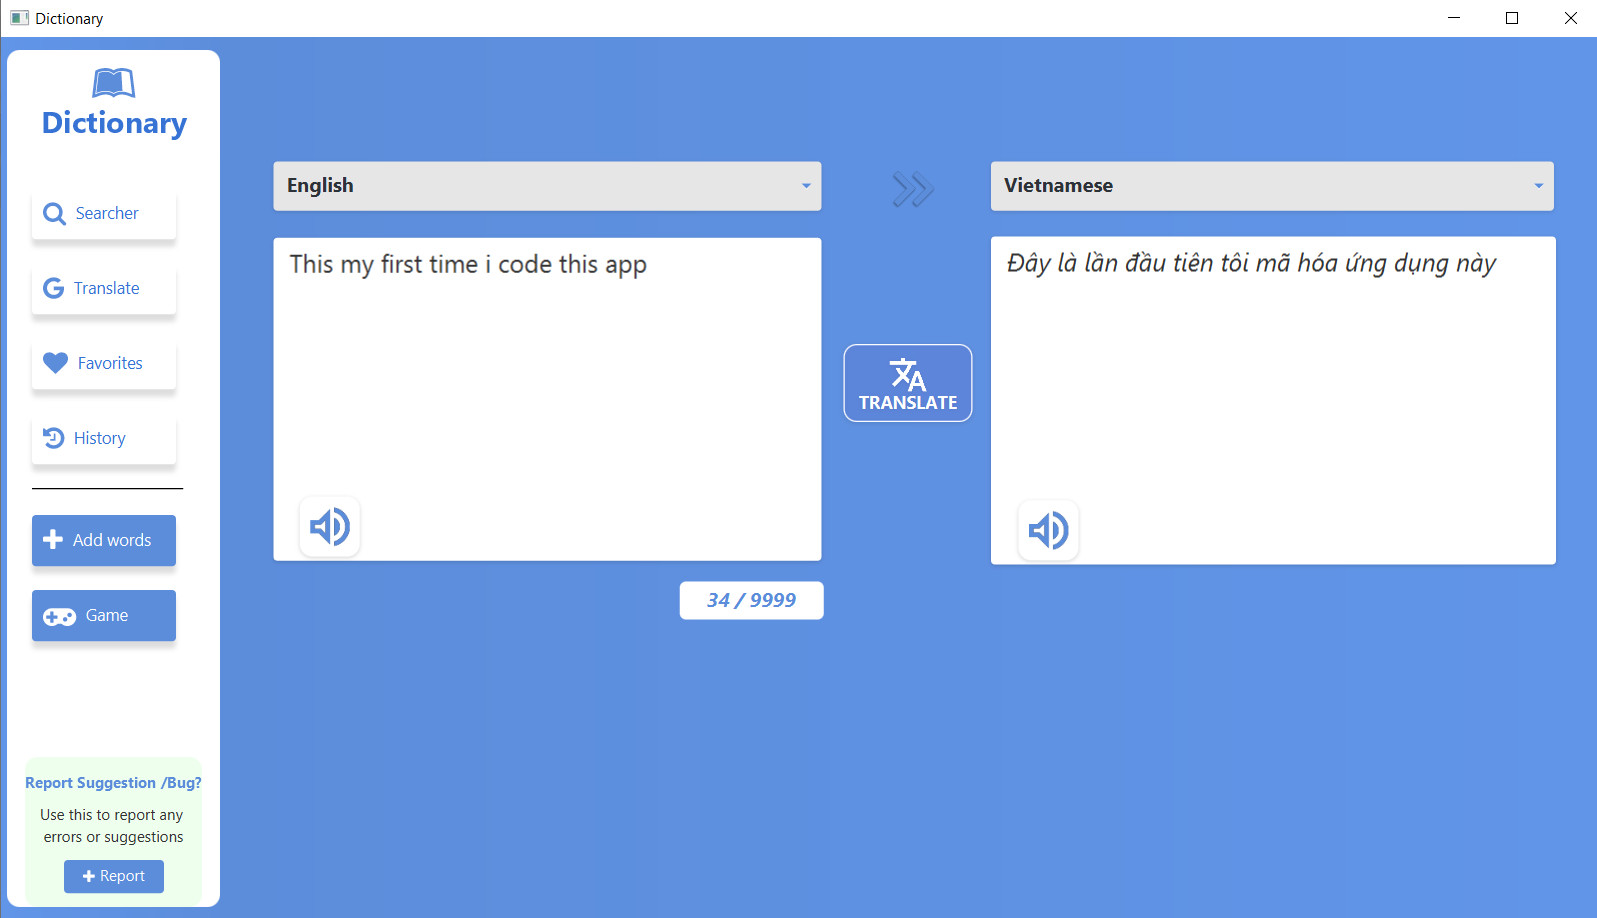 Dictionary
Dictionary
Searcher
Translate
Favorites
History
Add words
Game
Report Suggestion /Bug?
Use this to report any
errors or suggestions
Report
English
This my first time i code this app
34 / 9999
TRANSLATE
Vietnamese
Đây là lần đầu tiên tôi mã hóa ứng dụng này